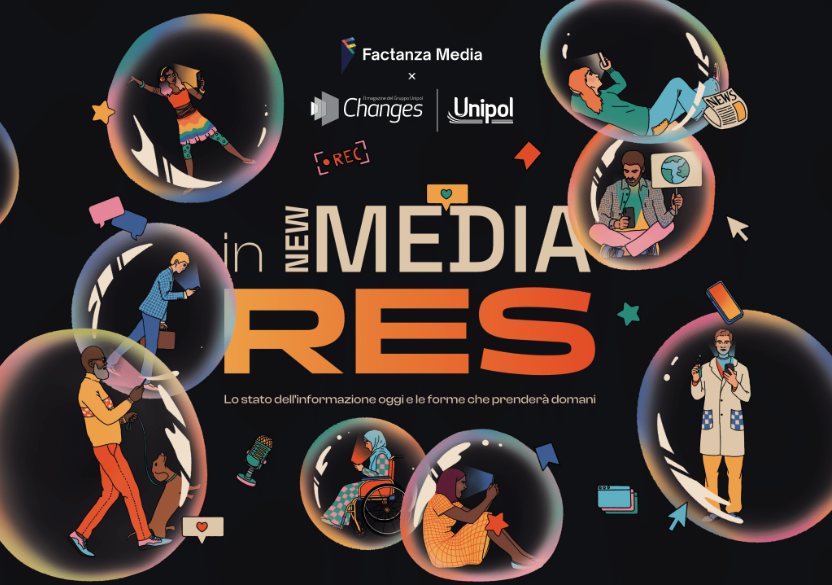 Factanza Media
×
Il magazine del Gruppo Unipol
Changes
Unipol
REC
NEWS
in NEW MEDIA
RES
Lo stato dell'informazione oggi e le forme che prenderà domani